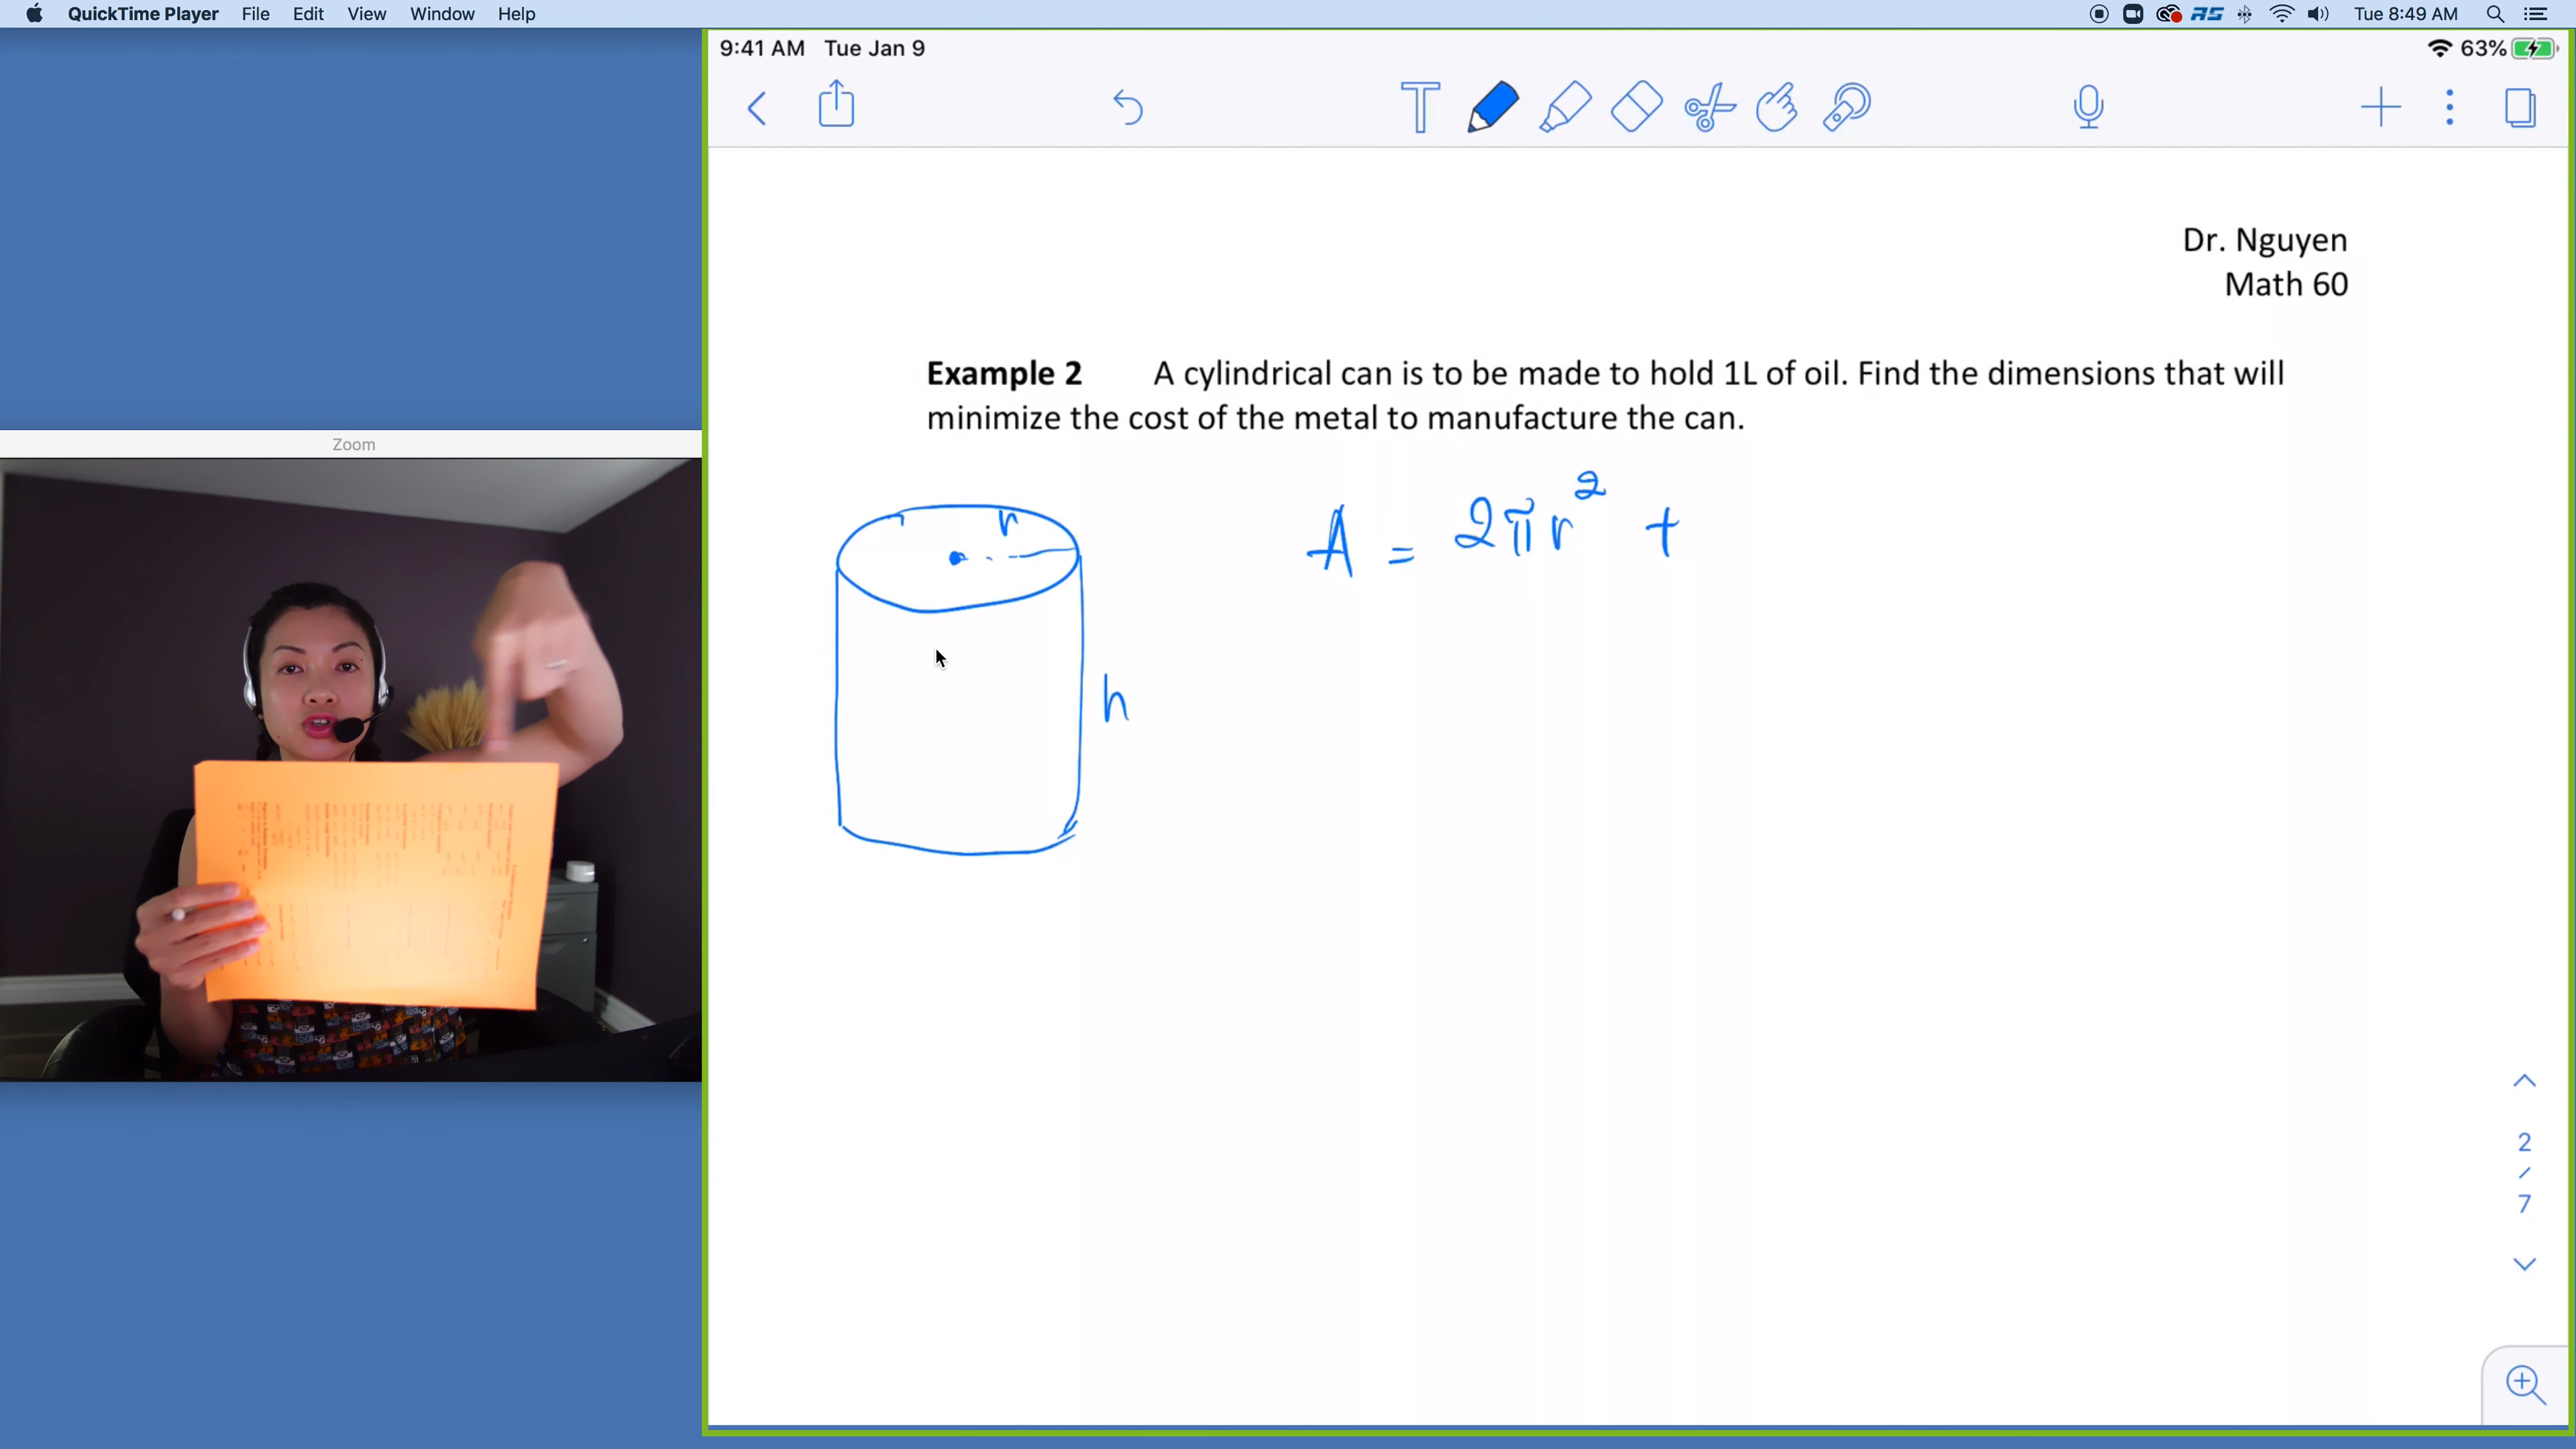 QuickTime Player File Edit View Window Help
Tue 8:49 AM
Zoom
9:41 AM Tue Jan 9
63%
T
Dr. Nguyen
Math 60
Example 2 A cylindrical can is to be made to hold 1L of oil. Find the dimensions that will
minimize the cost of the metal to manufacture the can.
r
h
A = 2πr² +
2
/
7